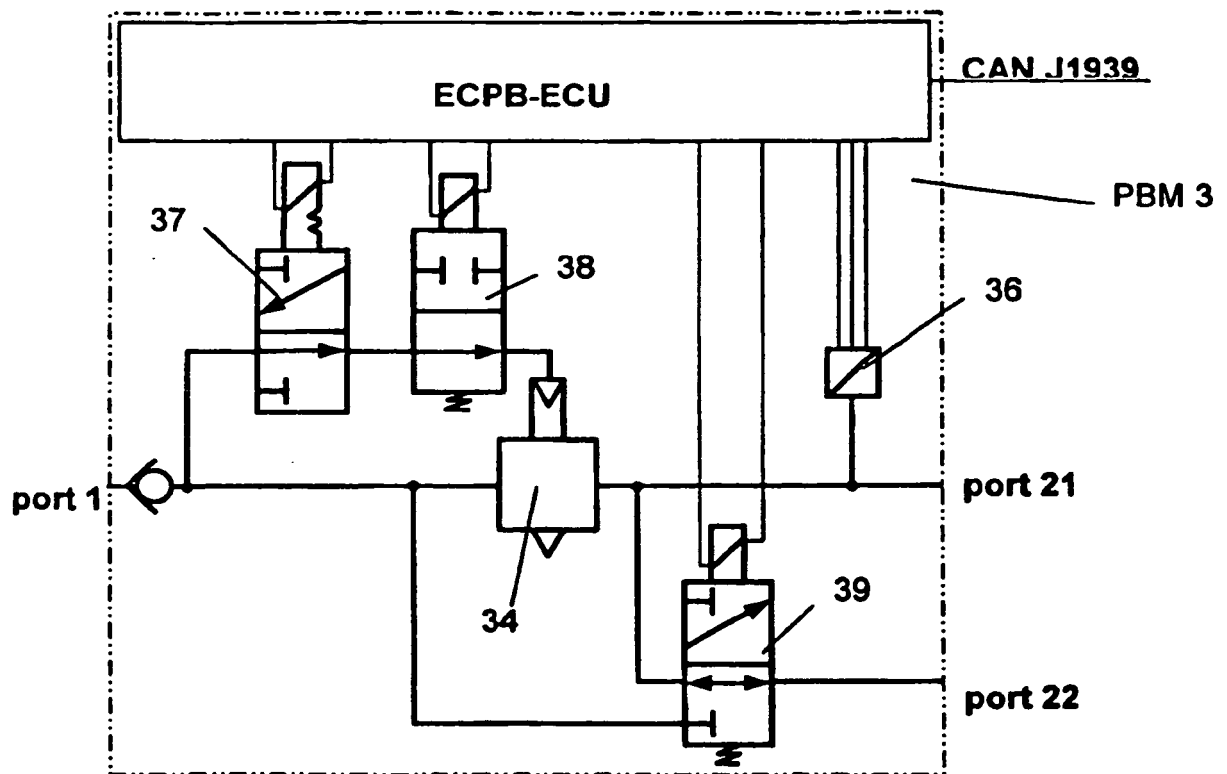 ECPB-ECU
CAN J1939
PBM 3
37
38
36
port 1
port 21
34
39
port 22